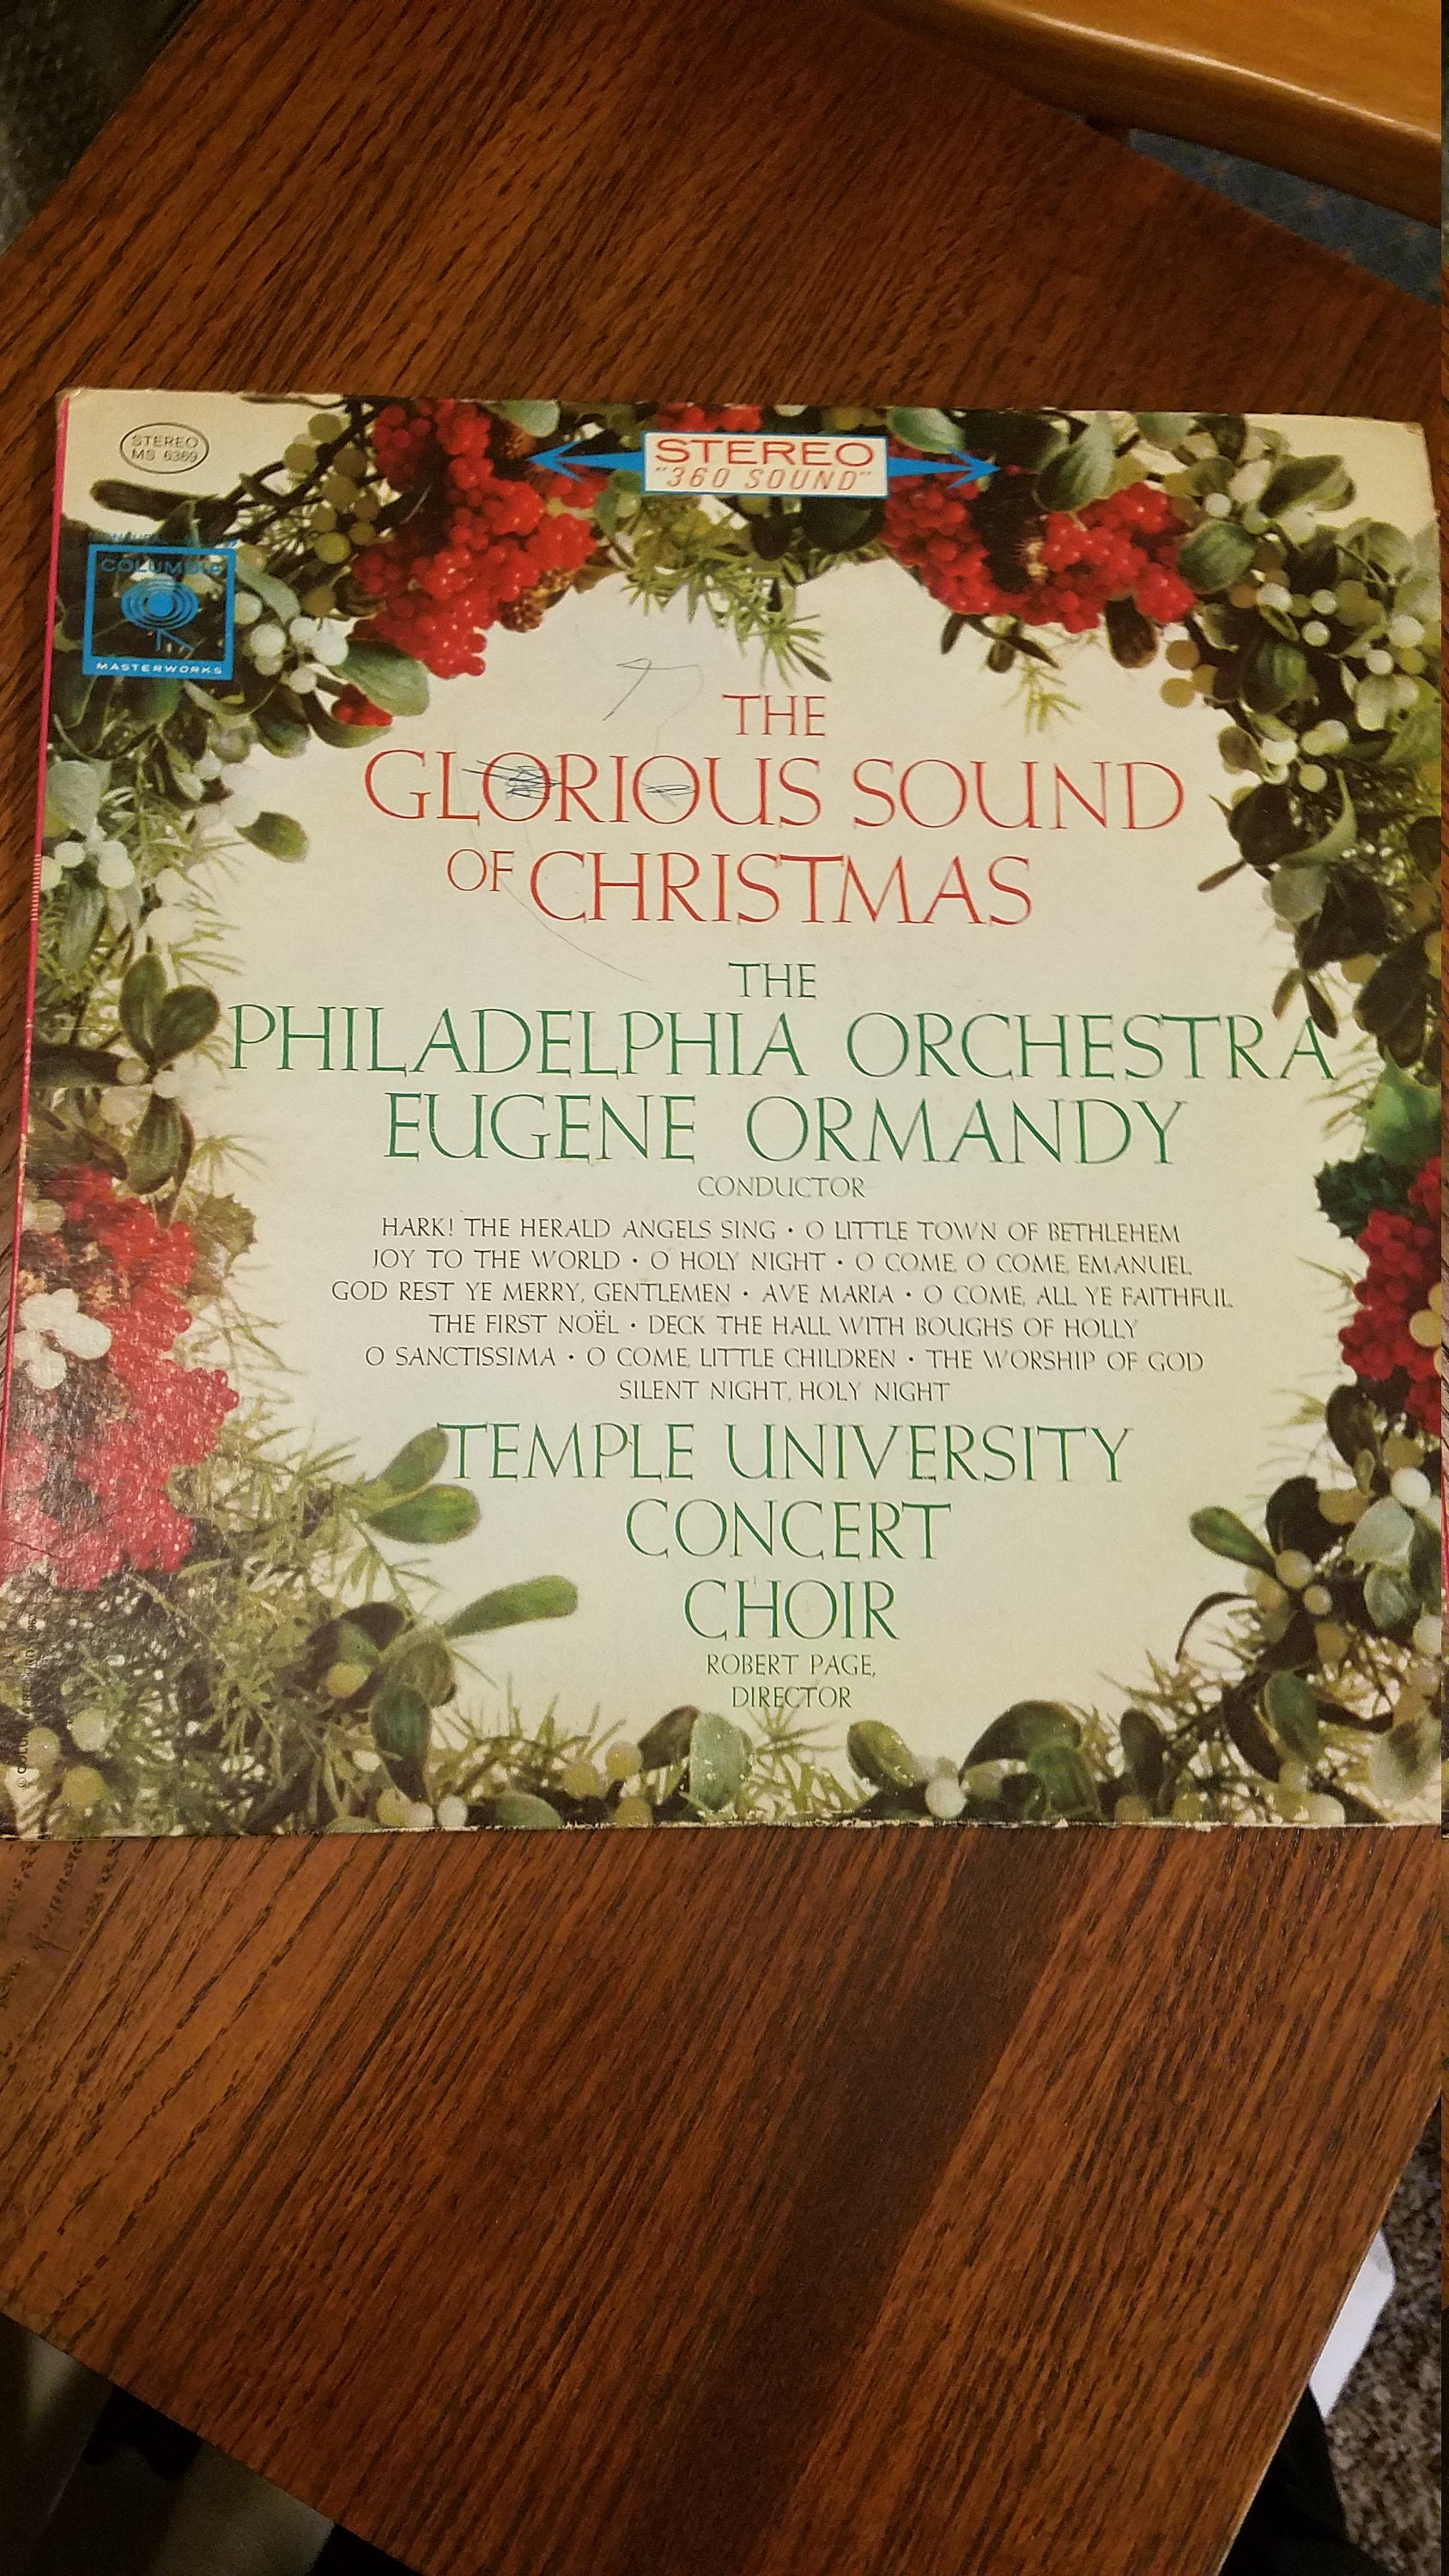 STEREO
MS 6369
STEREO
"360 SOUND"
COLUMBIA
MASTERWORKS
THE
GLORIOUS SOUND
OF CHRISTMAS
THE
PHILADELPHIA ORCHESTRA
EUGENE ORMANDY
CONDUCTOR
HARK! THE HERALD ANGELS SING • O LITTLE TOWN OF BETHLEHEM
JOY TO THE WORLD • O HOLY NIGHT • O COME, O COME, EMANUEL
GOD REST YE MERRY, GENTLEMEN • AVE MARIA • O COME, ALL YE FAITHFUL
THE FIRST NOËL • DECK THE HALL WITH BOUGHS OF HOLLY
O SANCTISSIMA • O COME, LITTLE CHILDREN • THE WORSHIP OF GOD
SILENT NIGHT, HOLY NIGHT
TEMPLE UNIVERSITY
CONCERT
CHOIR
ROBERT PAGE,
DIRECTOR